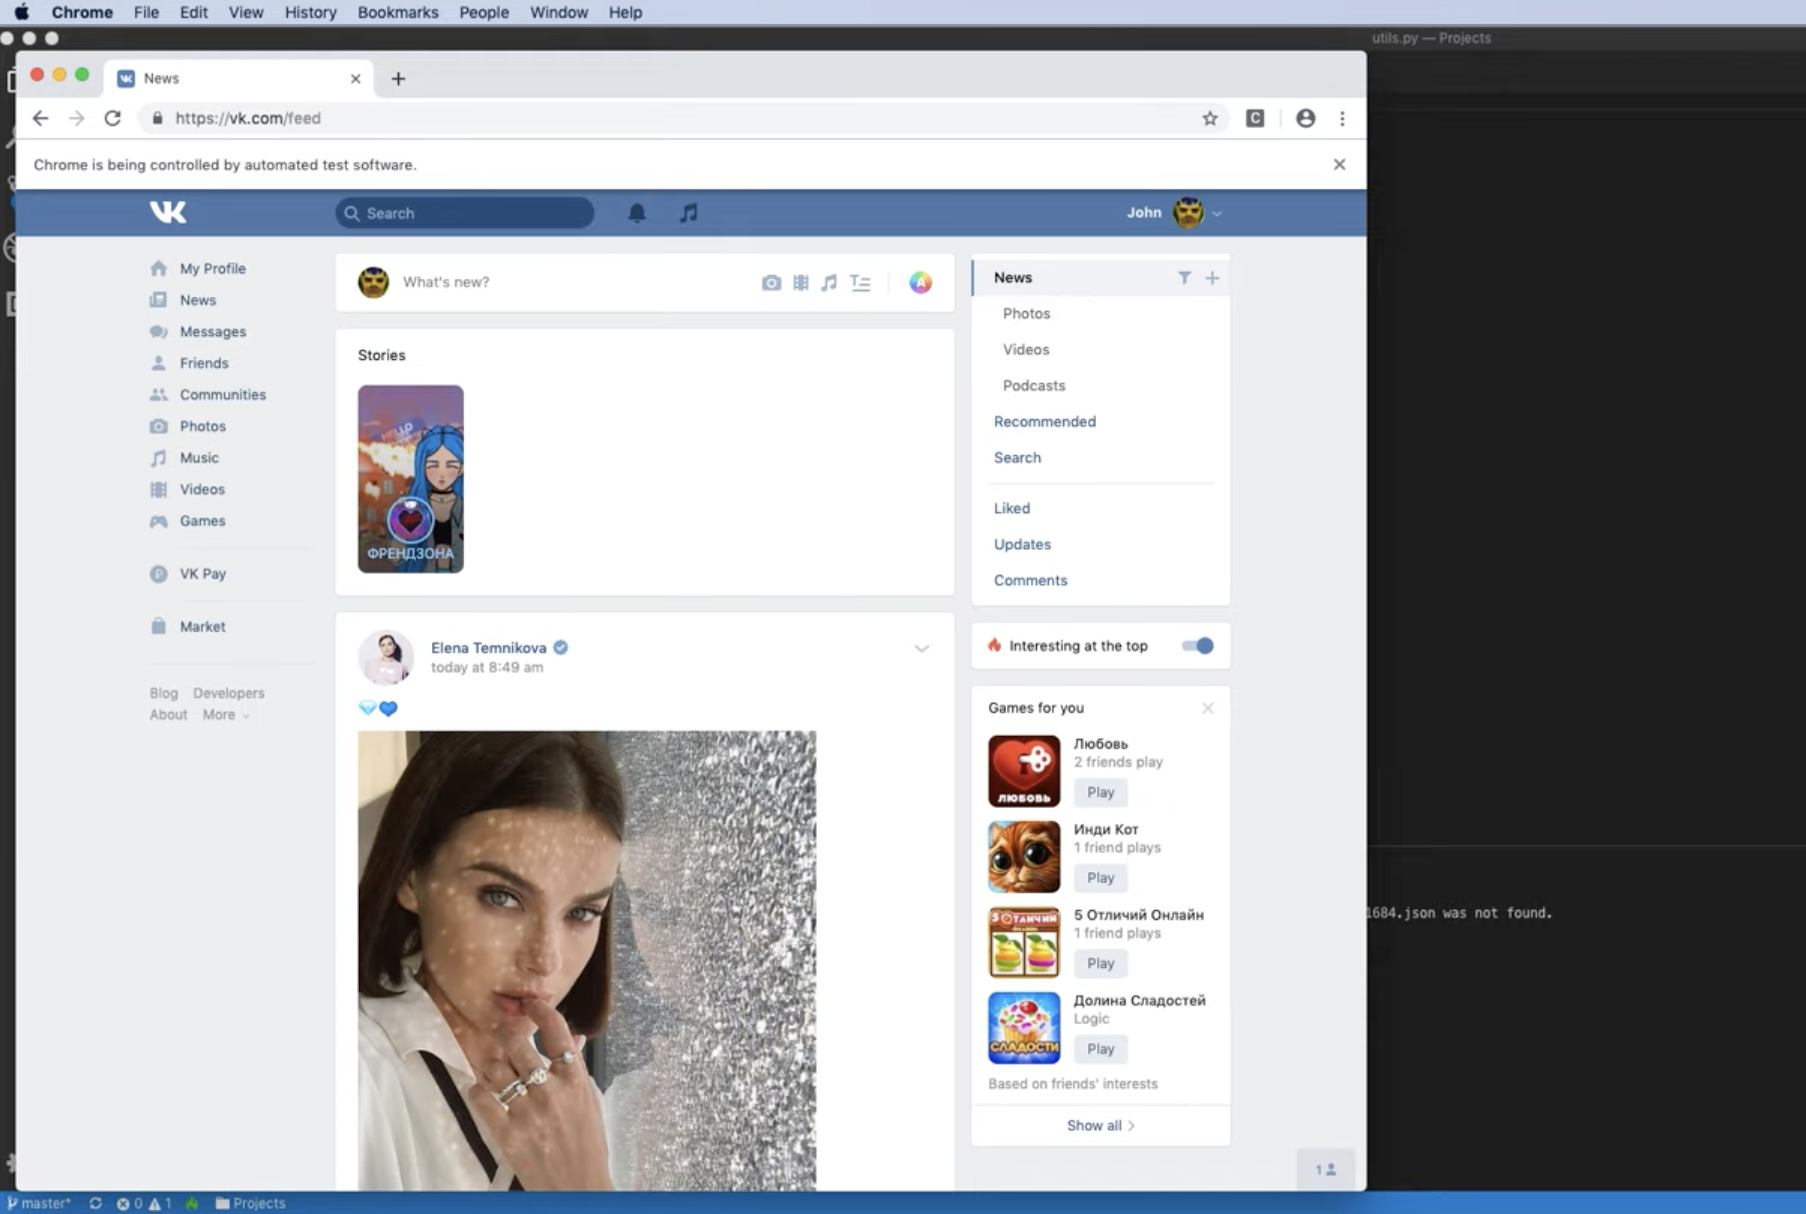 Chrome File Edit View History Bookmarks People Window Help
utils.py — Projects
News
https://vk.com/feed
Chrome is being controlled by automated test software.
Search
John
My Profile
News
Messages
Friends
Communities
Photos
Music
Videos
Games
VK Pay
Market
Blog Developers
About More
What's new?
Stories
ФРЕНДЗОНА
Elena Temnikova
today at 8:49 am
News
Photos
Videos
Podcasts
Recommended
Search
Liked
Updates
Comments
Interesting at the top
Games for you
ЛЮБОВЬ
Любовь
2 friends play
Play
Инди Кот
1 friend plays
Play
5 ОТЛИЧИЙ
5 Отличий Онлайн
1 friend plays
Play
СЛАДОСТИ
Долина Сладостей
Logic
Play
Based on friends' interests
Show all
1
1684.json was not found.
master* 0 1 Projects